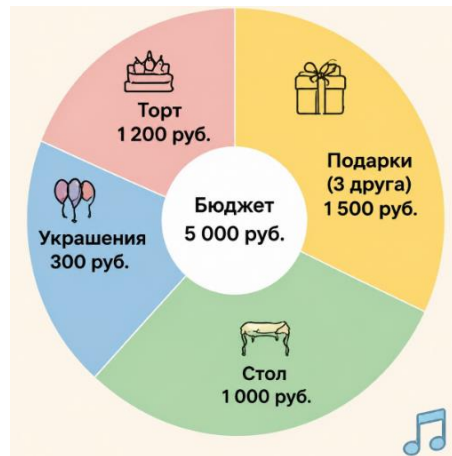 Торт
1 200 руб.
Подарки
(3 друга)
1 500 руб.
Бюджет
5 000 руб.
Украшения
300 руб.
Стол
1 000 руб.